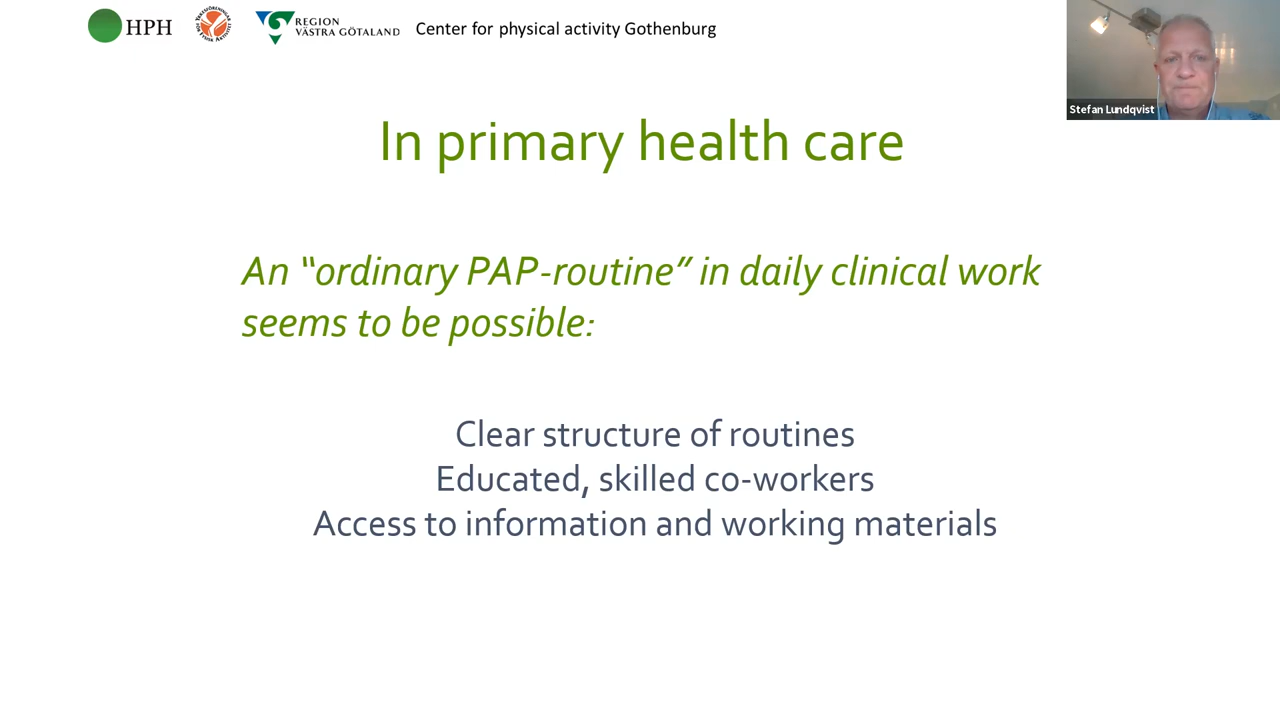 HPH
REGION
VÄSTRA GÖTALAND
Center for physical activity Gothenburg
Stefan Lundqvist
In primary health care
An “ordinary PAP-routine” in daily clinical work
seems to be possible:
Clear structure of routines
Educated, skilled co-workers
Access to information and working materials